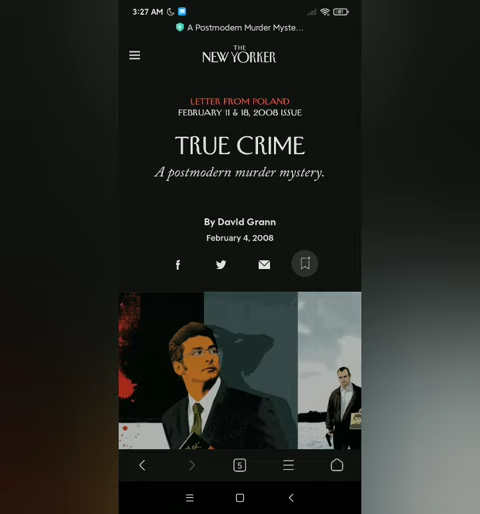 3:27 AM
61
A Postmodern Murder Myste...
THE
NEW YORKER
LETTER FROM POLAND
FEBRUARY 11 & 18, 2008 ISSUE
TRUE CRIME
A postmodern murder mystery.
By David Grann
February 4, 2008
5